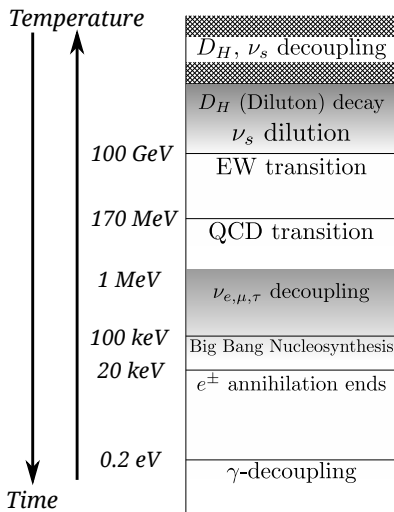 Temperature
D_H, ν_s decoupling
D_H (Diluton) decay
ν_s dilution
100 GeV
EW transition
170 MeV
QCD transition
1 MeV
ν_{e,μ,τ} decoupling
100 keV
Big Bang Nucleosynthesis
20 keV
e^± annihilation ends
0.2 eV
γ-decoupling
Time